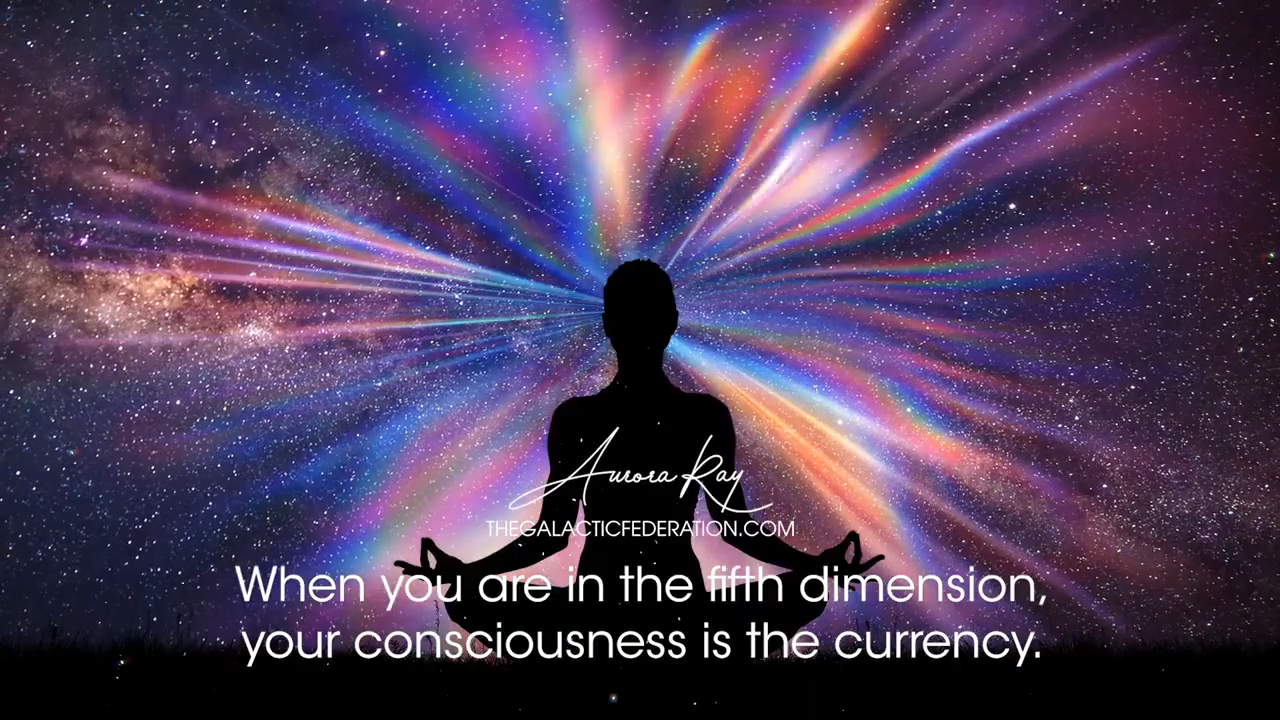 Aurora Ray
THEGALACTICFEDERATION.COM
When you are in the fifth dimension,
your consciousness is the currency.